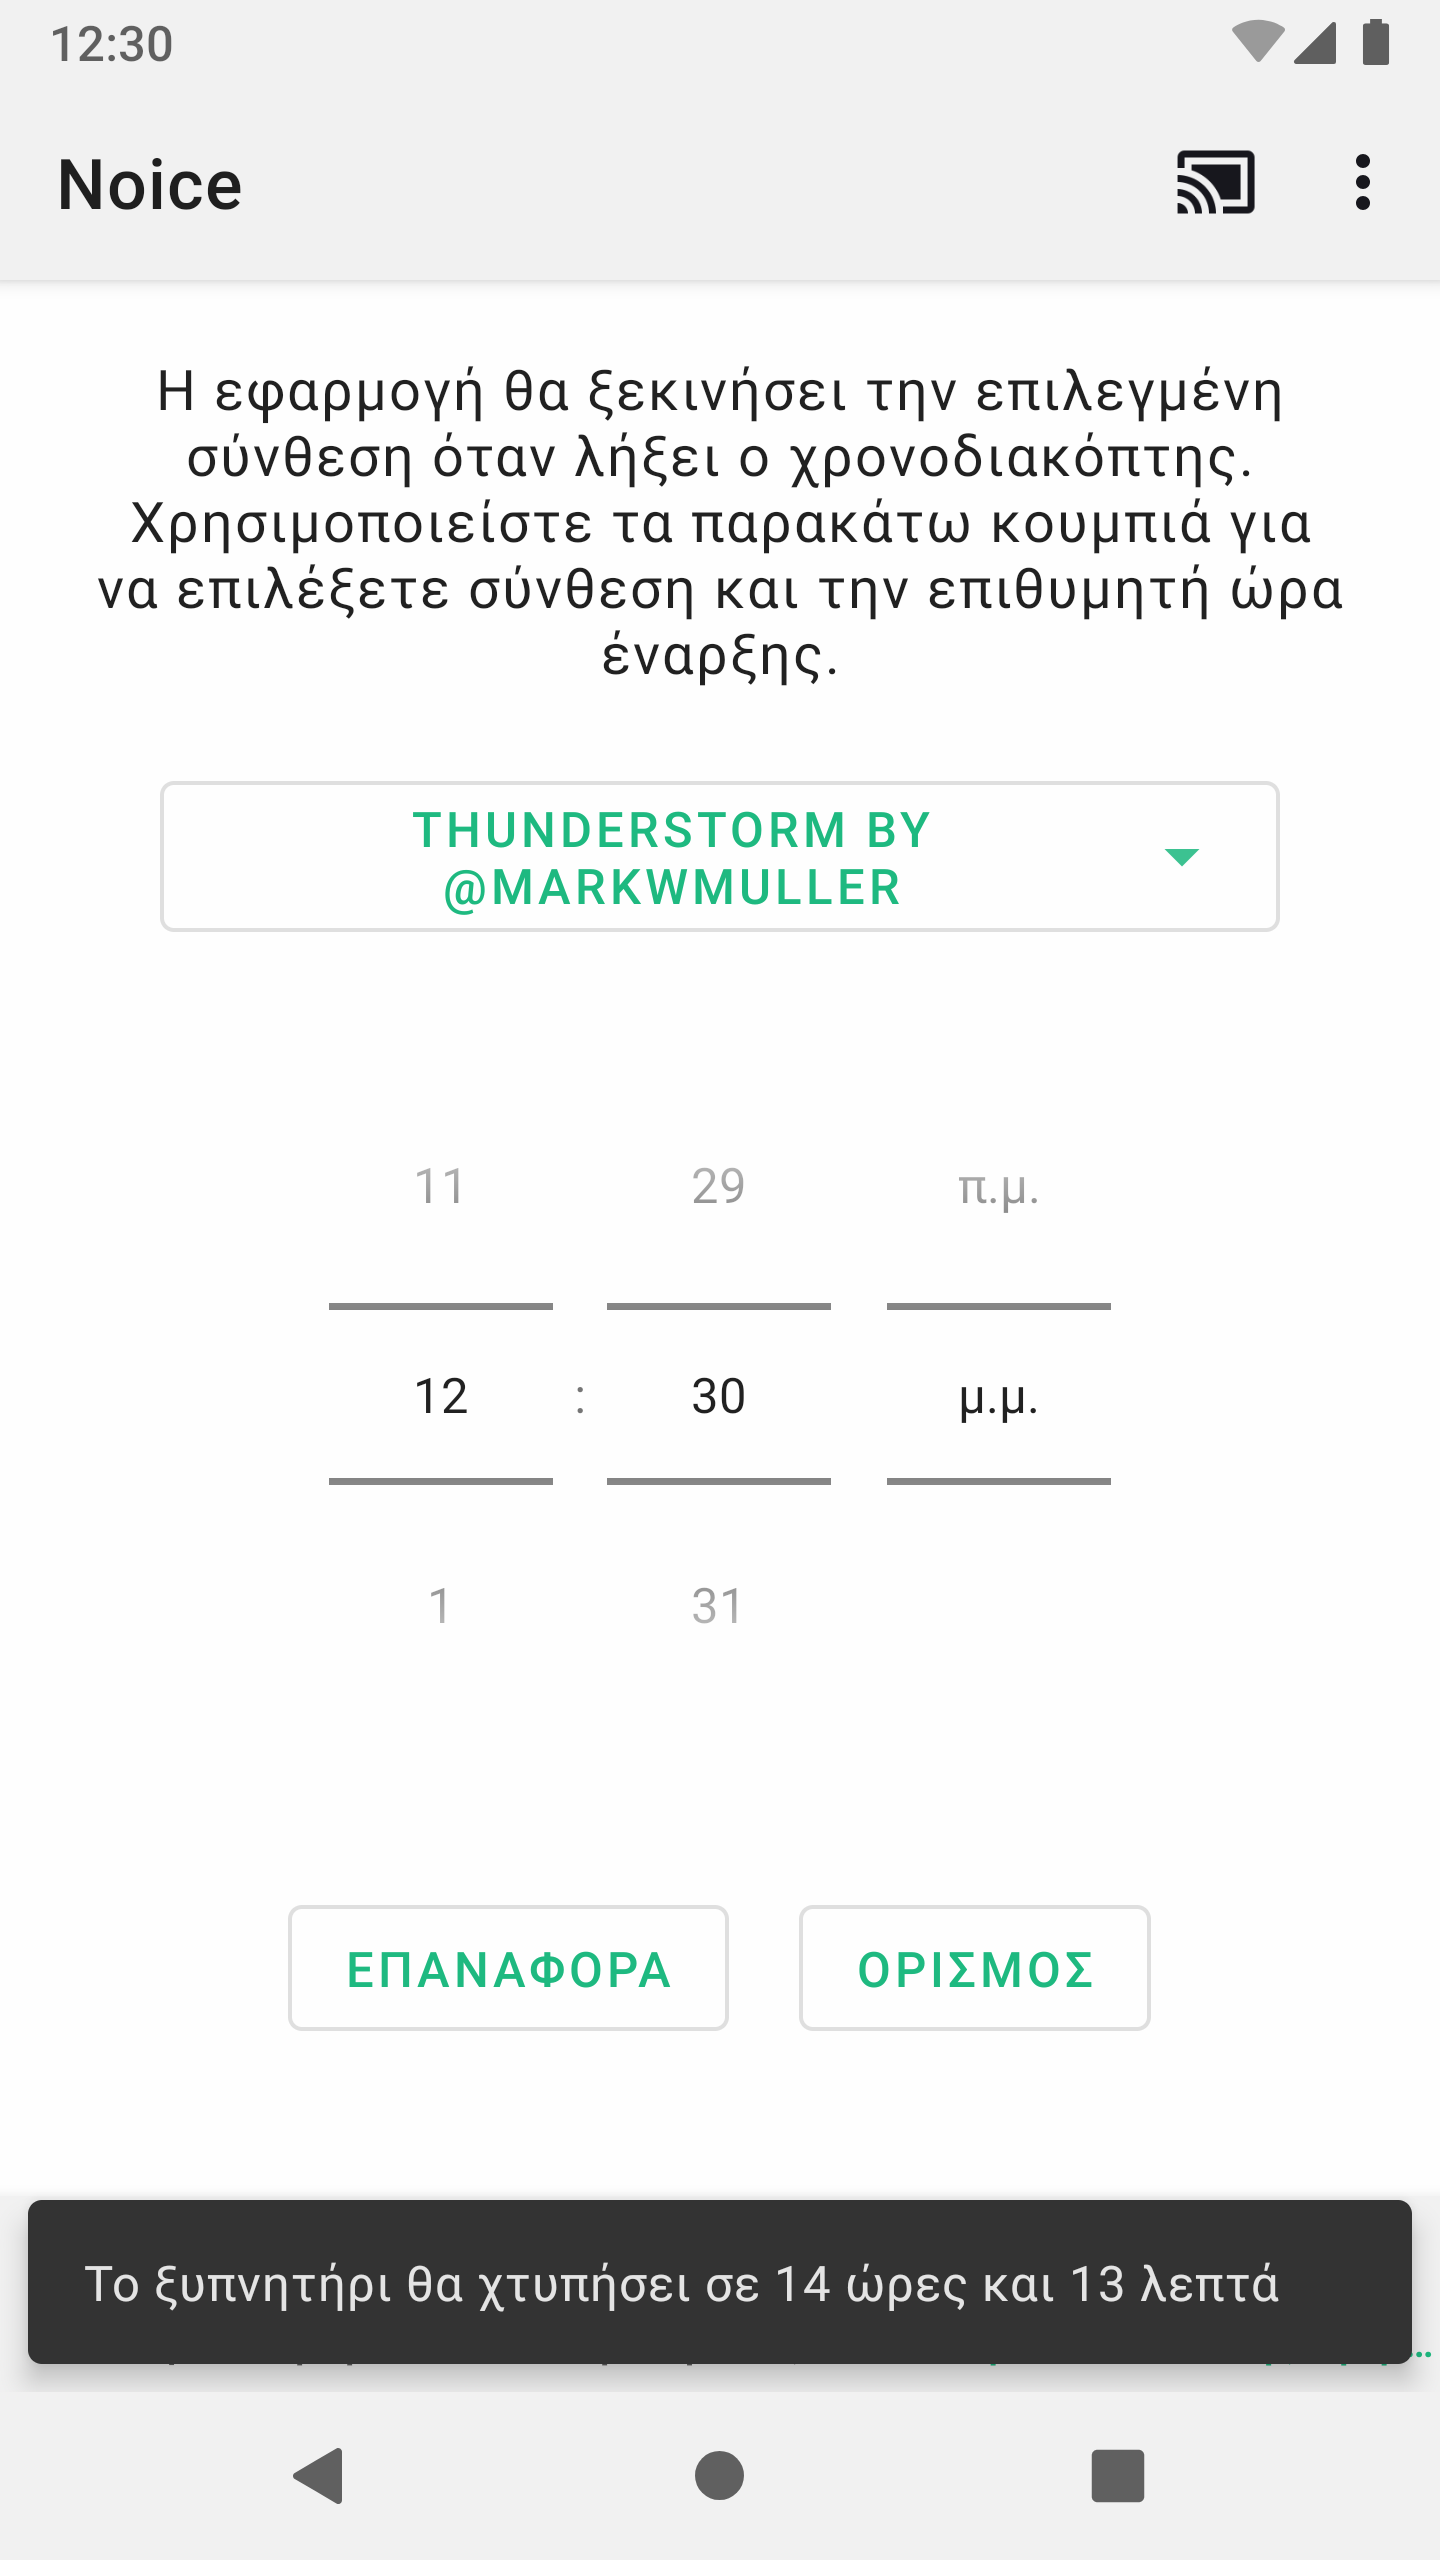 12:30
Noice
Η εφαρμογή θα ξεκινήσει την επιλεγμένη
σύνθεση όταν λήξει ο χρονοδιακόπτης.
Χρησιμοποιείστε τα παρακάτω κουμπιά για
να επιλέξετε σύνθεση και την επιθυμητή ώρα
έναρξης.
THUNDERSTORM BY
@MARKWMULLER
11 29 π.μ.
12 : 30 μ.μ.
1 31
ΕΠΑΝΑΦΟΡΑ ΟΡΙΣΜΟΣ
Το ξυπνητήρι θα χτυπήσει σε 14 ώρες και 13 λεπτά